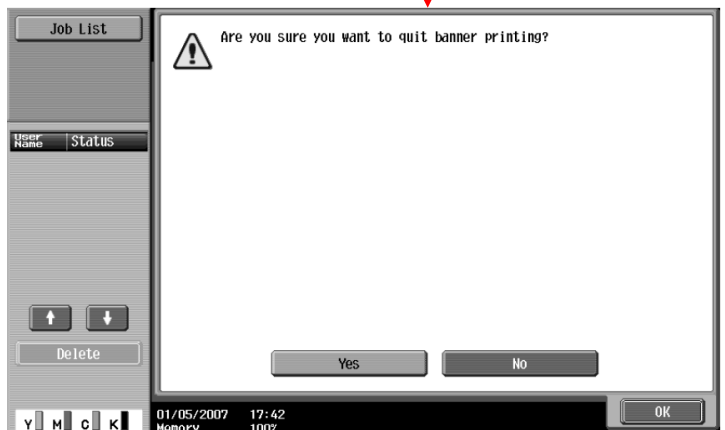 Job List
Are you sure you want to quit banner printing?
User Name Status
Delete
Yes No
OK
01/05/2007 17:42
Memory 100%
Y M C K